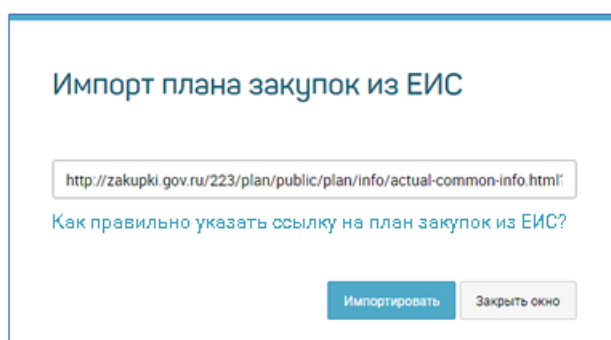 Импорт плана закупок из ЕИС
http://zakupki.gov.ru/223/plan/public/plan/info/actual-common-info.html?
Как правильно указать ссылку на план закупок из ЕИС?
Импортировать
Закрыть окно